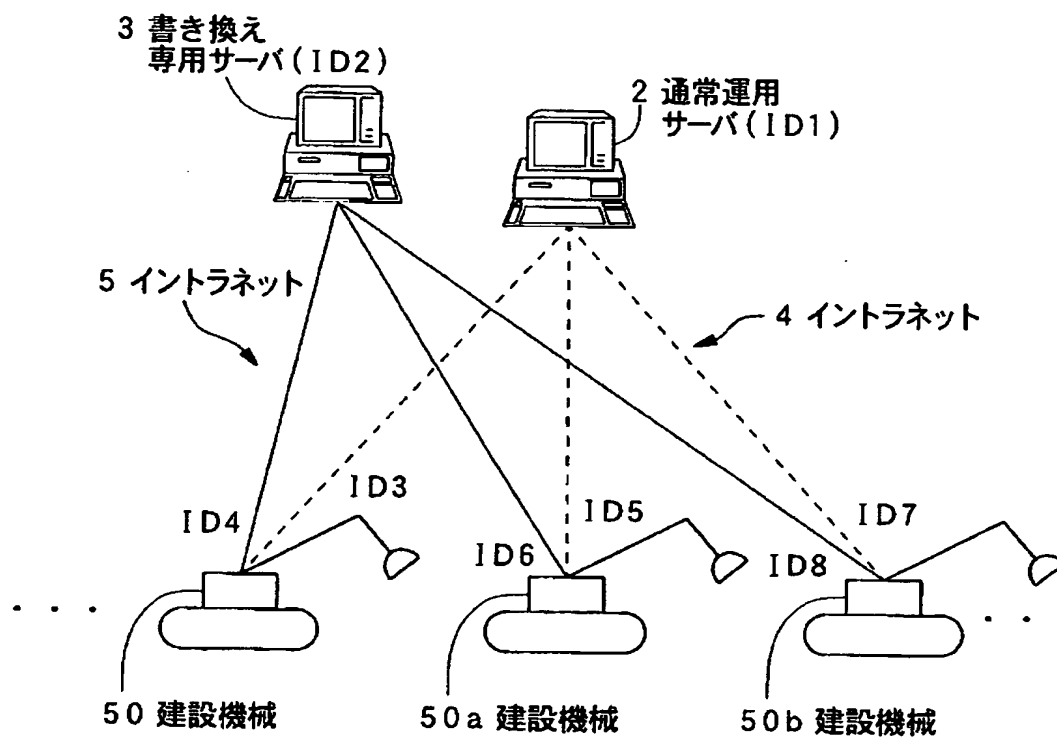 3 書き換え
専用サーバ(ID2)
2 通常運用
サーバ(ID1)
5 イントラネット
4 イントラネット
ID3
ID4
ID5
ID6
ID7
ID8
・・・・
・・
50 建設機械
50a 建設機械
50b 建設機械